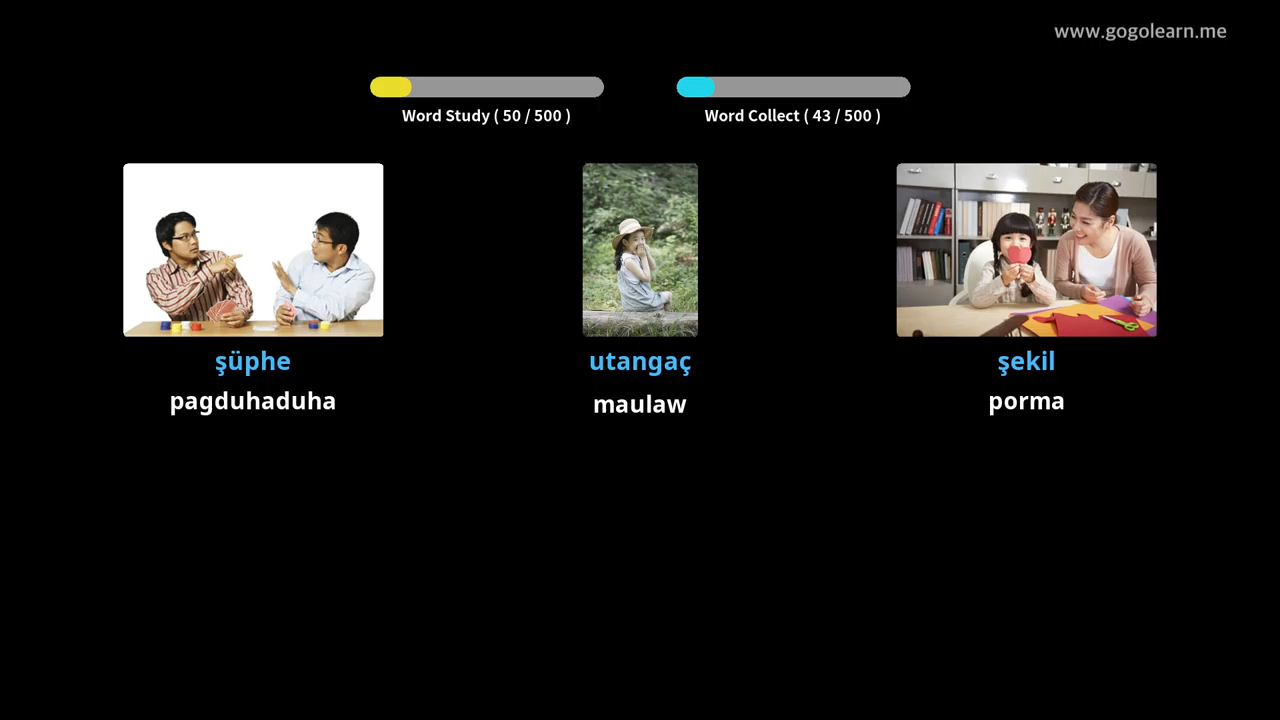 www.gogolearn.me
Word Study ( 50 / 500 )
Word Collect ( 43 / 500 )
şüphe
pagduhaduha
utangaç
maulaw
şekil
porma